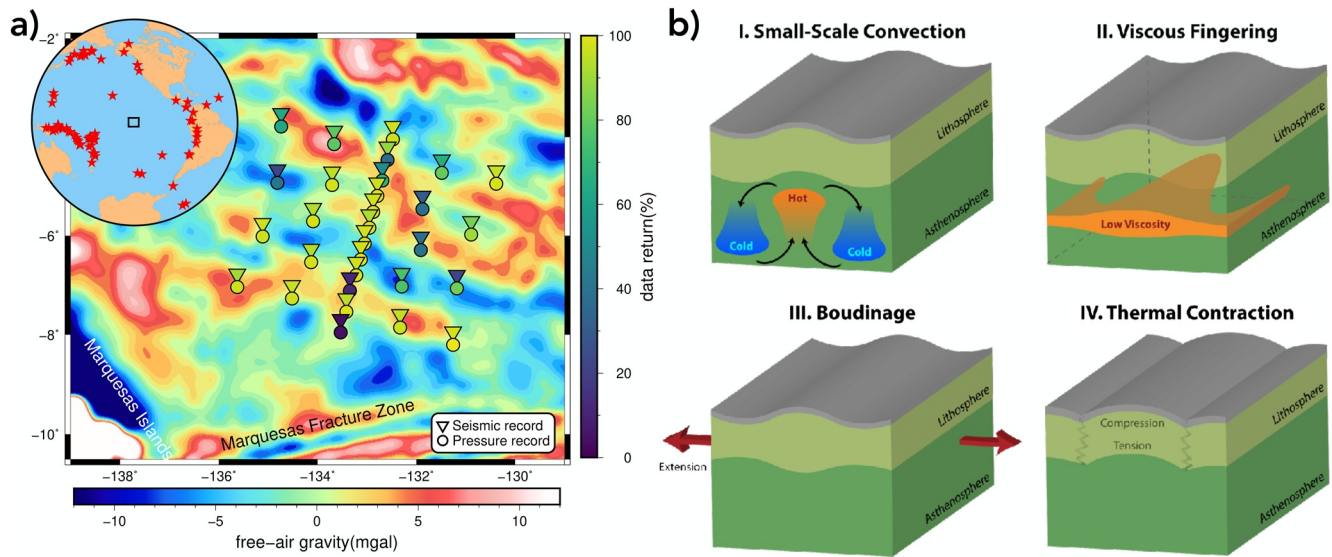 a)
−2°
−6°
−8°
−10°
−138°
−136°
−134°
−132°
−130°
Marquesas Islands
Marquesas Fracture Zone
Seismic record
Pressure record
100
80
60
40
20
0
data return(%)
−10
−5
0
5
10
free−air gravity(mgal)
b)
I. Small-Scale Convection
Lithosphere
Asthenosphere
Hot
Cold
Cold
II. Viscous Fingering
Lithosphere
Asthenosphere
Low Viscosity
III. Boudinage
Lithosphere
Asthenosphere
Extension
IV. Thermal Contraction
Compression
Tension
Lithosphere
Asthenosphere